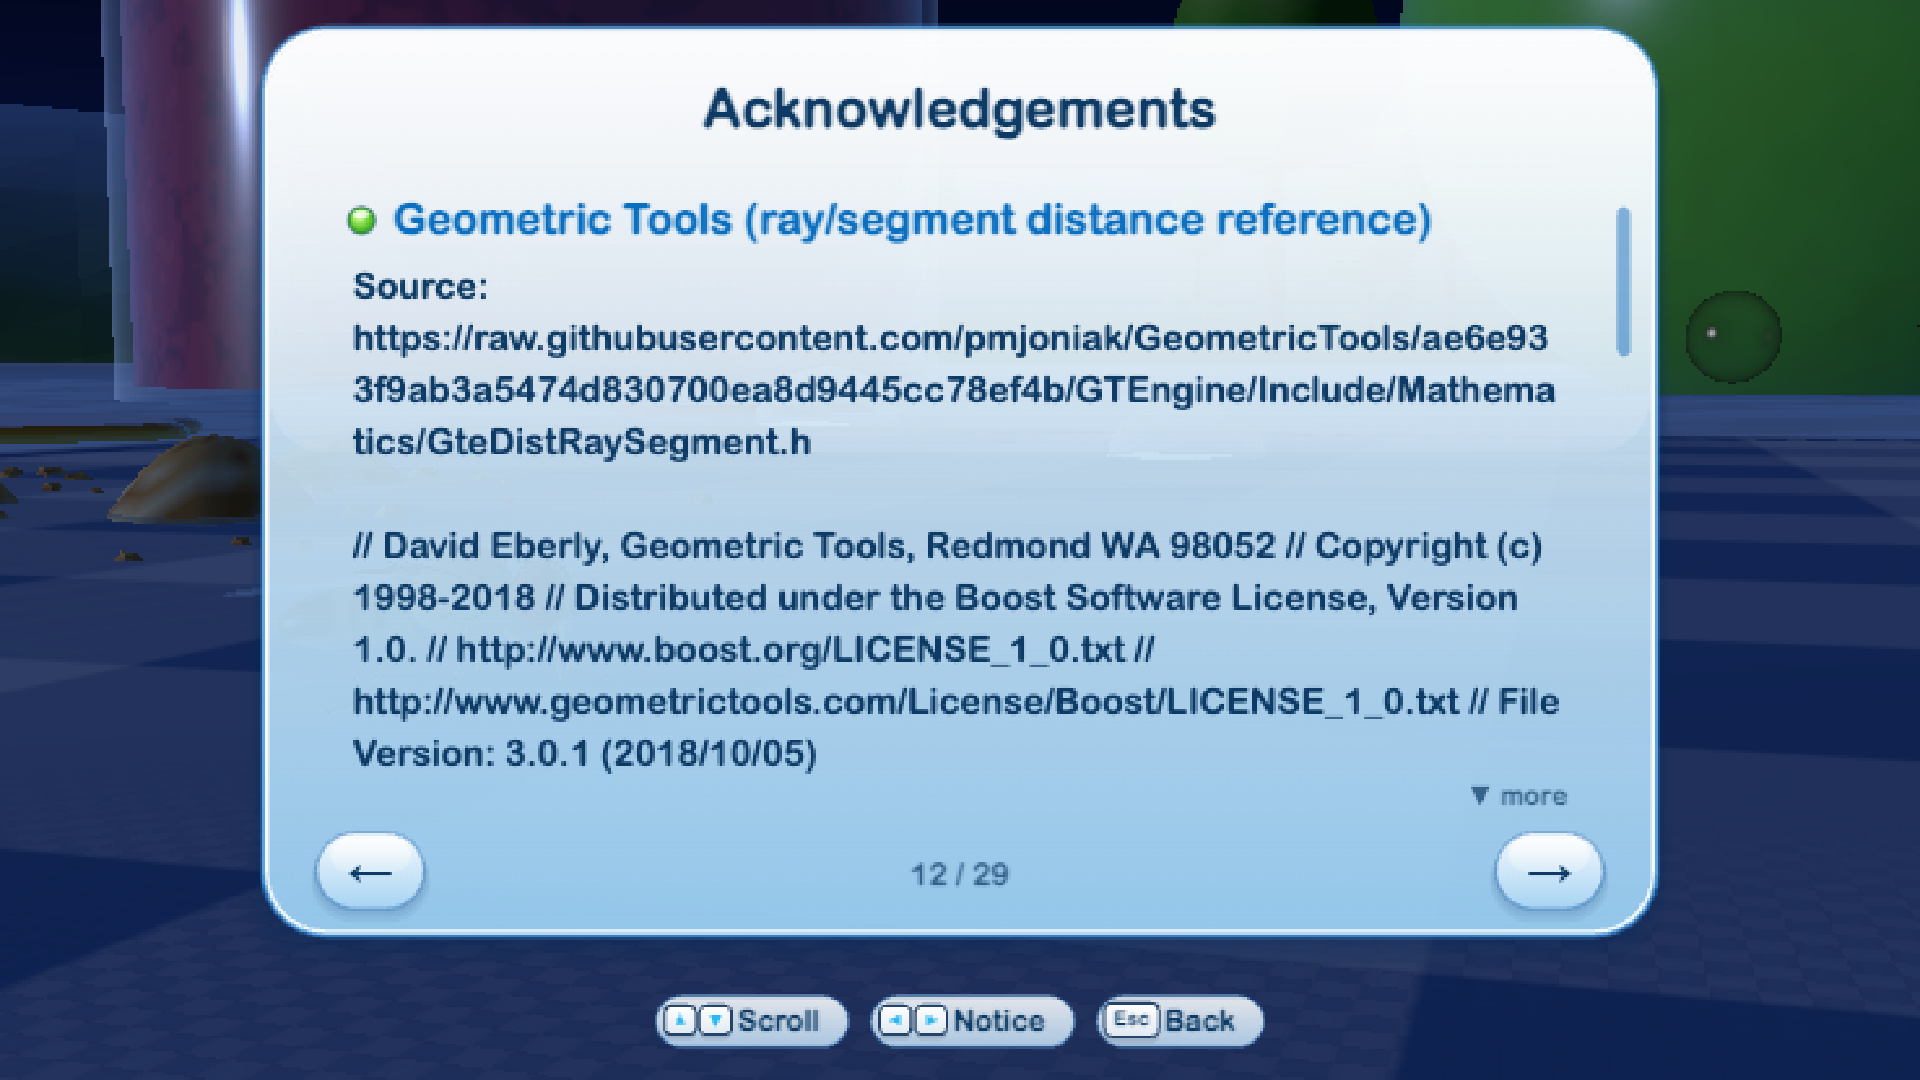 Acknowledgements
Geometric Tools (ray/segment distance reference)
Source:
https://raw.githubusercontent.com/pmjoniak/GeometricTools/ae6e93
3f9ab3a5474d830700ea8d9445cc78ef4b/GTEngine/Include/Mathema
tics/GteDistRaySegment.h
// David Eberly, Geometric Tools, Redmond WA 98052 // Copyright (c)
1998-2018 // Distributed under the Boost Software License, Version
1.0. // http://www.boost.org/LICENSE_1_0.txt //
http://www.geometrictools.com/License/Boost/LICENSE_1_0.txt // File
Version: 3.0.1 (2018/10/05)
▼ more
← 12 / 29 →
▲ ▼ Scroll ◀ ▶ Notice Esc Back